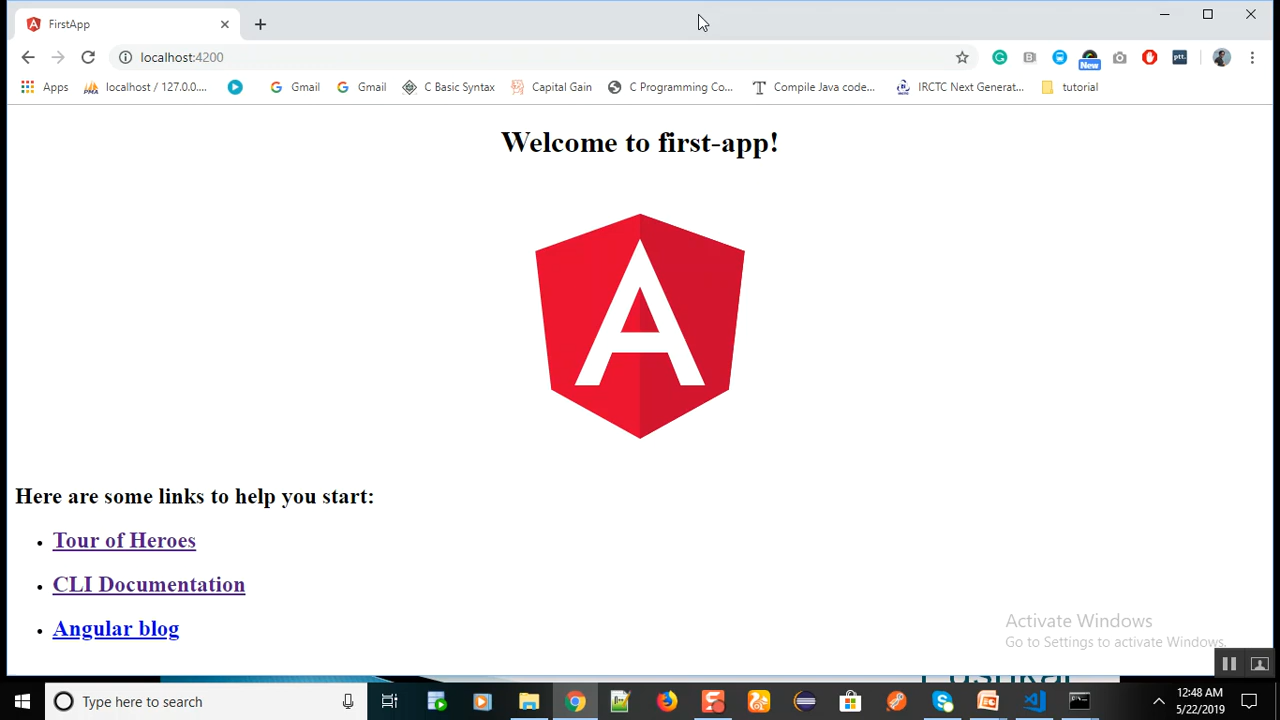 FirstApp
localhost:4200
New
ptt.
Apps
PMA
localhost / 127.0.0....
Gmail
Gmail
C Basic Syntax
Capital Gain
C Programming Co...
Compile Java code...
IRCTC Next Generat...
tutorial
Welcome to first-app!
A
Here are some links to help you start:
Tour of Heroes
CLI Documentation
Angular blog
Activate Windows
Go to Settings to activate Windows.
Type here to search
12:48 AM
5/22/2019